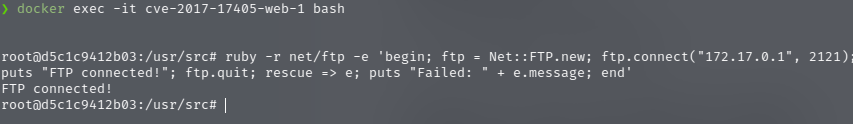 ❯ docker exec -it cve-2017-17405-web-1 bash
root@d5c1c9412b03:/usr/src# ruby -r net/ftp -e 'begin; ftp = Net::FTP.new; ftp.connect("172.17.0.1", 2121);
puts "FTP connected!"; ftp.quit; rescue => e; puts "Failed: " + e.message; end'
FTP connected!
root@d5c1c9412b03:/usr/src#